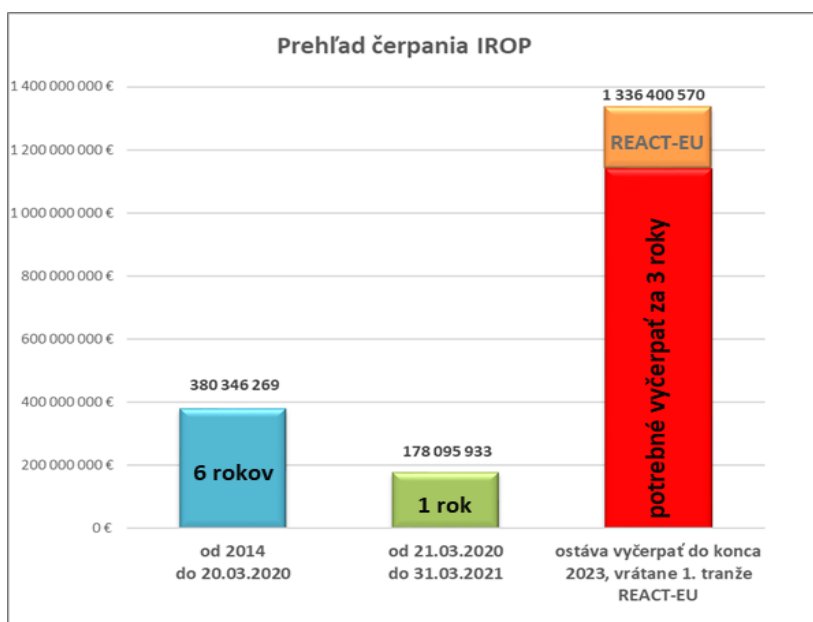 Prehľad čerpania IROP
1 400 000 000 €
1 200 000 000 €
1 000 000 000 €
800 000 000 €
600 000 000 €
400 000 000 €
200 000 000 €
0 €
380 346 269
6 rokov
178 095 933
1 rok
1 336 400 570
REACT-EU
potrebné vyčerpať za 3 roky
od 2014
do 20.03.2020
od 21.03.2020
do 31.03.2021
ostáva vyčerpať do konca
2023, vrátane 1. tranže
REACT-EU